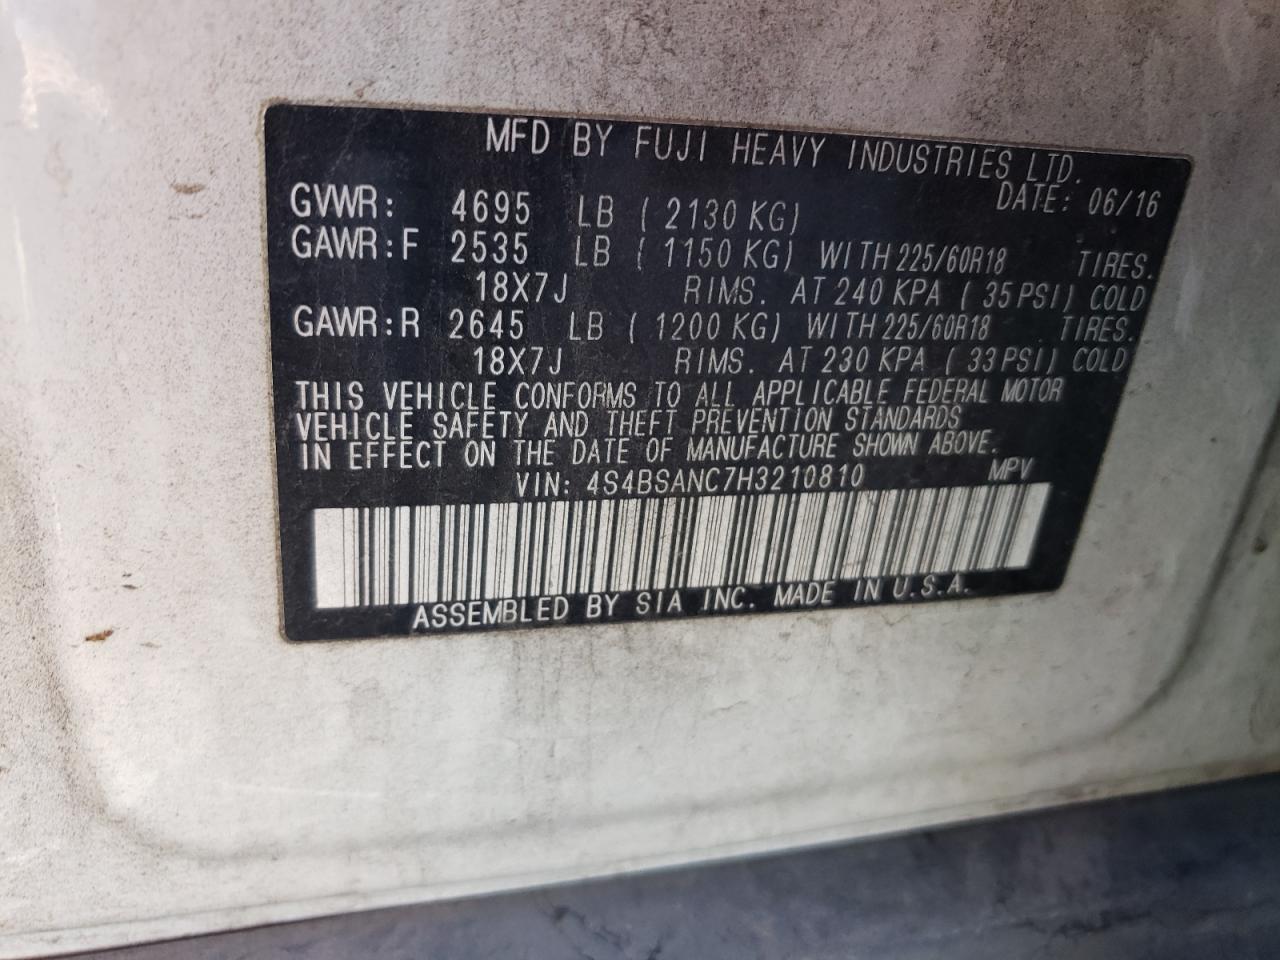 MFD BY FUJI HEAVY INDUSTRIES LTD.
DATE: 06/16
GVWR: 4695 LB ( 2130 KG)
GAWR:F 2535 LB ( 1150 KG) WITH 225/60R18 TIRES.
18X7J RIMS. AT 240 KPA ( 35 PSI) COLD
GAWR:R 2645 LB ( 1200 KG) WITH 225/60R18 TIRES.
18X7J RIMS. AT 230 KPA ( 33 PSI) COLD
THIS VEHICLE CONFORMS TO ALL APPLICABLE FEDERAL MOTOR
VEHICLE SAFETY AND THEFT PREVENTION STANDARDS
IN EFFECT ON THE DATE OF MANUFACTURE SHOWN ABOVE.
VIN: 4S4BSANC7H3210810 MPV
ASSEMBLED BY SIA INC. MADE IN U.S.A.